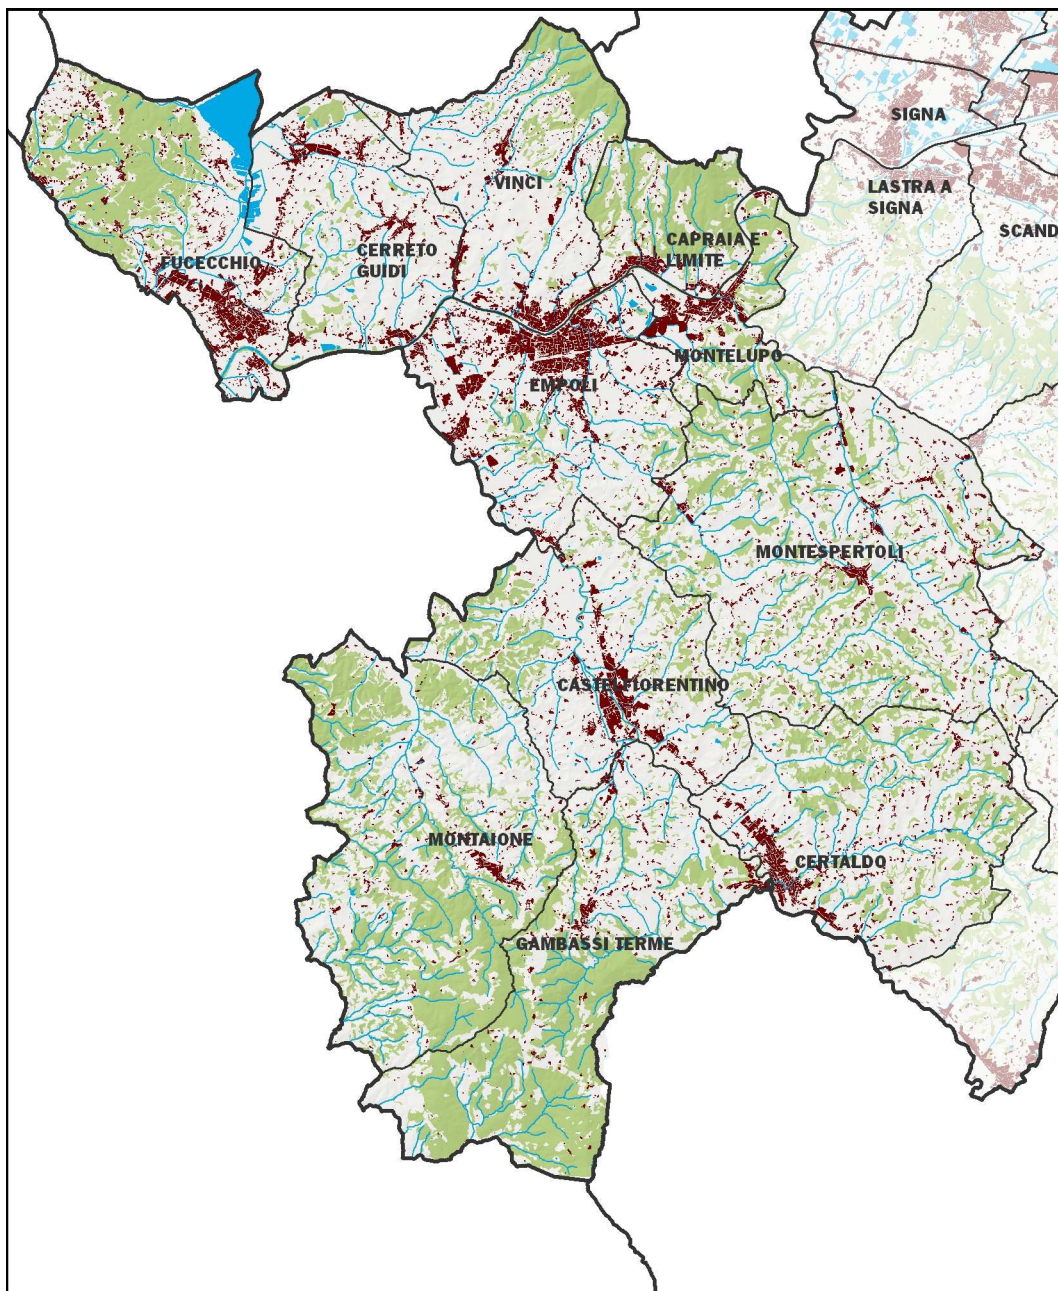 SIGNA
LASTRA A
SIGNA
SCAND
VINCI
CAPRAIA E
LIMITE
CERRETO
GUIDI
FUCECCHIO
MONTELUPO
EMPOLI
MONTESPERTOLI
CASTELFIORENTINO
MONTAIONE
CERTALDO
GAMBASSI TERME